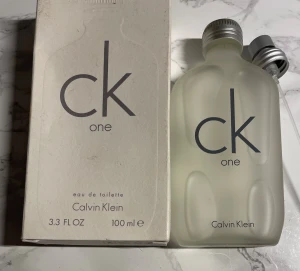 ck
one
eau de toilette
Calvin Klein
3.3 FL OZ 100 ml e
ck
one
Calvin Klein